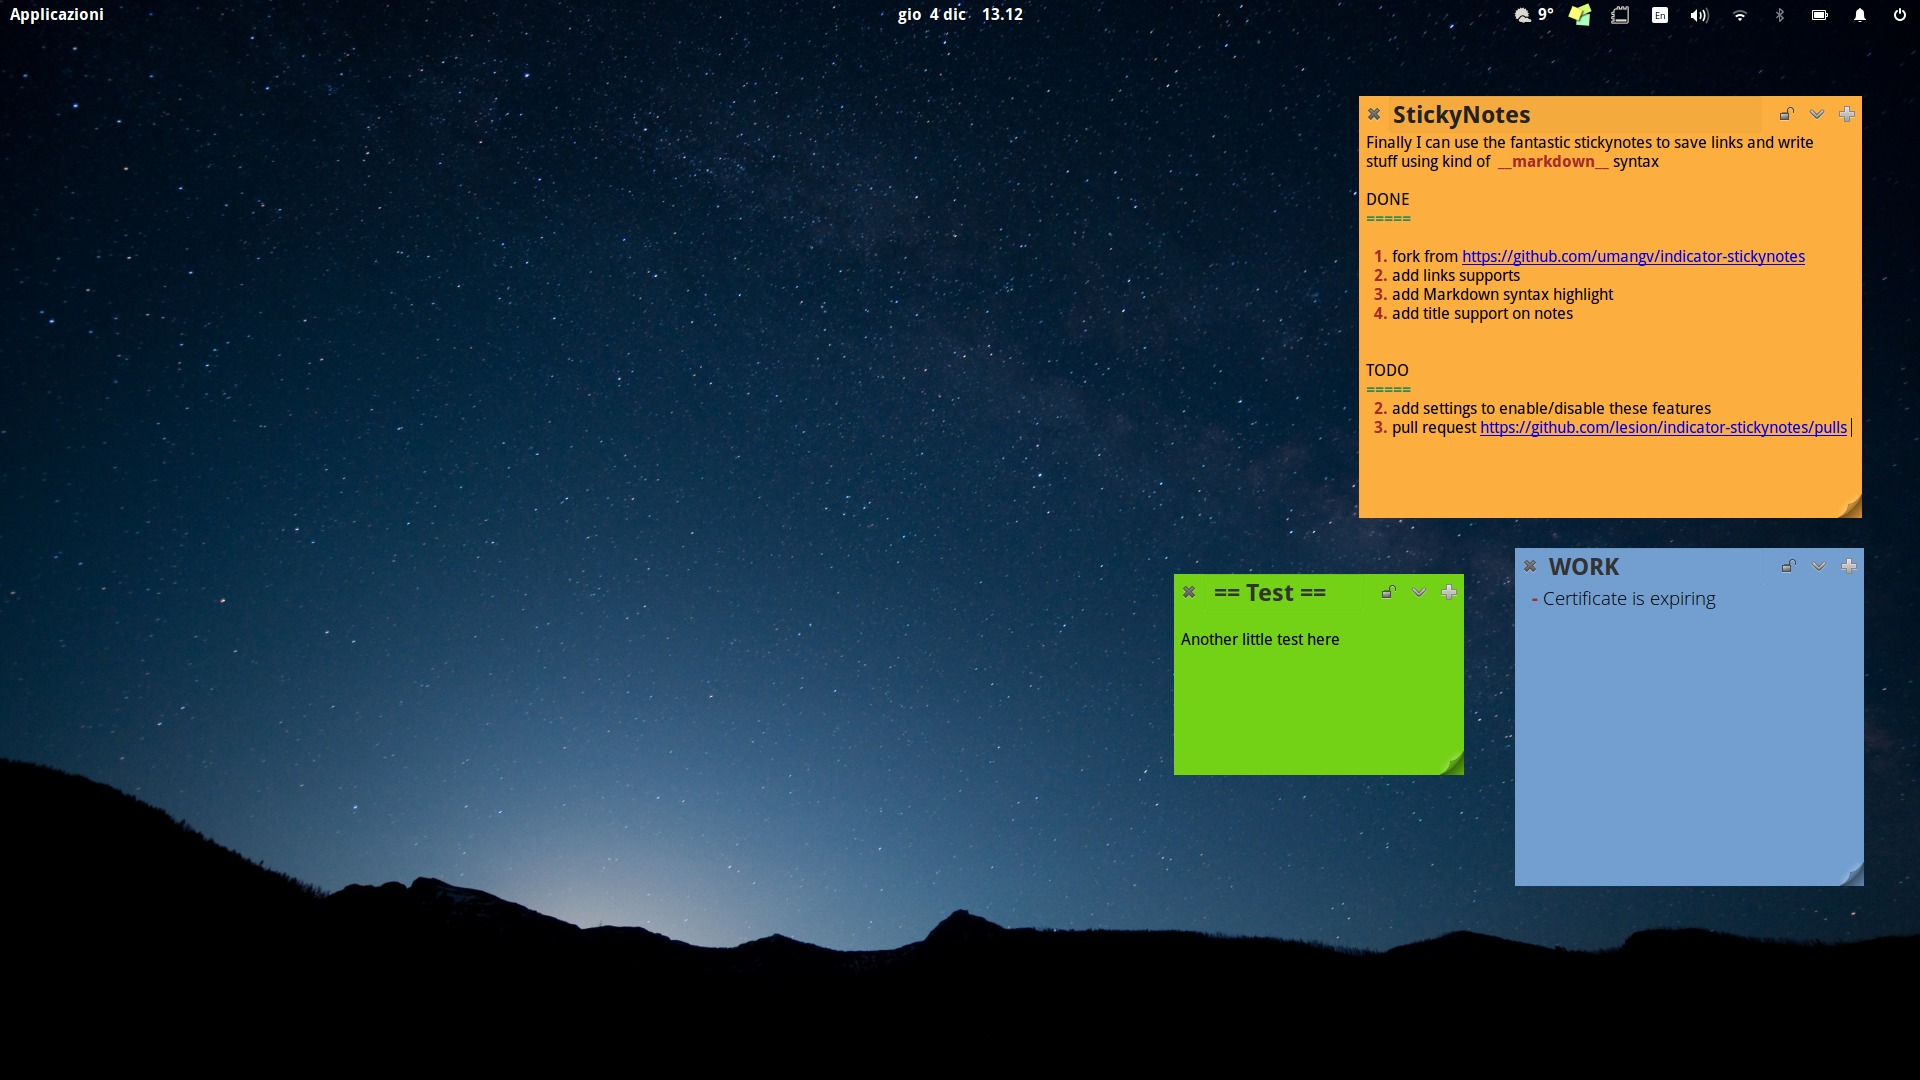 Applicazioni
gio 4 dic 13.12
9°
En
StickyNotes
Finally I can use the fantastic stickynotes to save links and write
stuff using kind of __markdown__ syntax
DONE
=====
1. fork from https://github.com/umangv/indicator-stickynotes
2. add links supports
3. add Markdown syntax highlight
4. add title support on notes
TODO
=====
2. add settings to enable/disable these features
3. pull request https://github.com/lesion/indicator-stickynotes/pulls
== Test ==
Another little test here
WORK
- Certificate is expiring